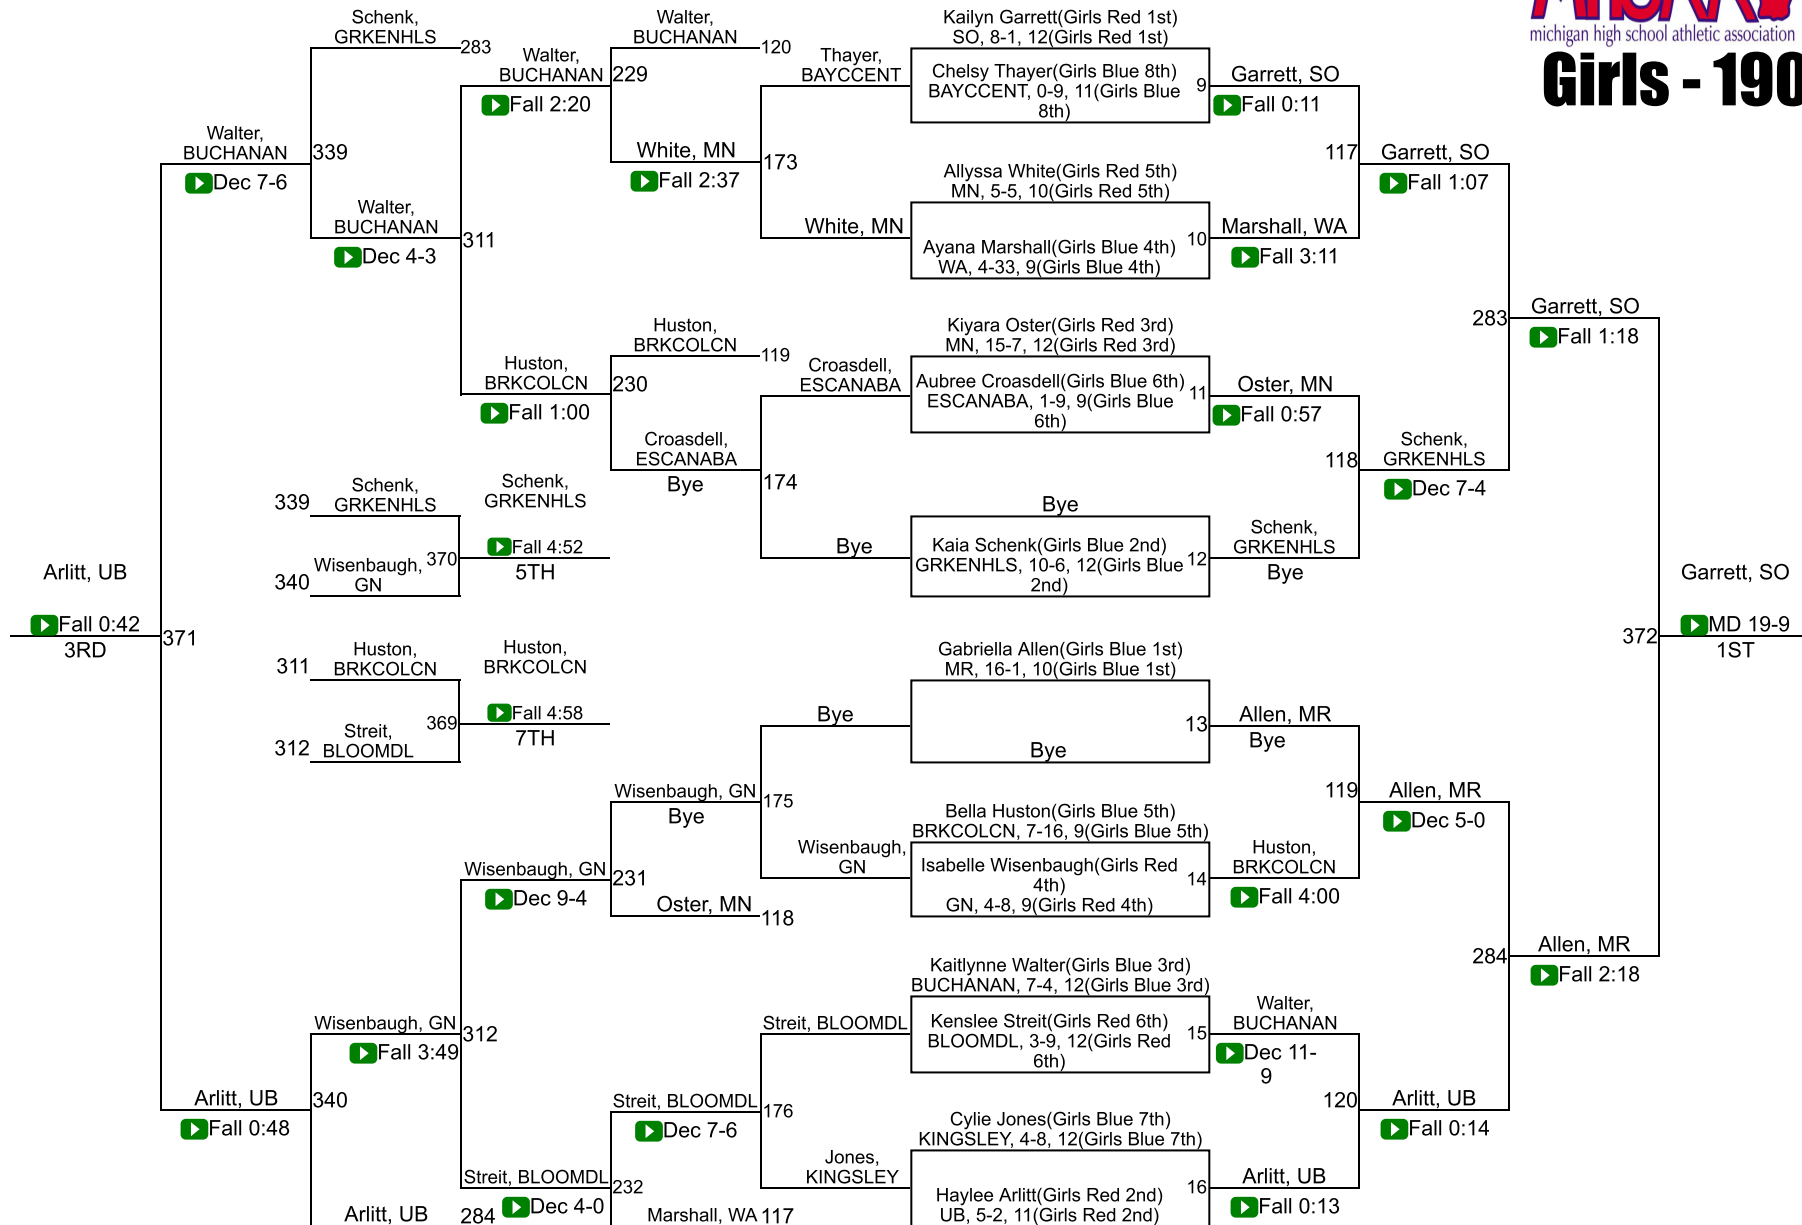 michigan high school athletic association
Girls - 190
Schenk,
GRKENHLS
283
Walter,
BUCHANAN
339
Dec 7-6
Walter,
BUCHANAN
311
Dec 4-3
Walter,
BUCHANAN
229
Fall 2:20
Walter,
BUCHANAN
120
White, MN
173
Fall 2:37
Thayer,
BAYCCENT
White, MN
Kailyn Garrett(Girls Red 1st)
SO, 8-1, 12(Girls Red 1st)
Chelsy Thayer(Girls Blue 8th)
BAYCCENT, 0-9, 11(Girls Blue
8th)
9
Garrett, SO
Fall 0:11
Allyssa White(Girls Red 5th)
MN, 5-5, 10(Girls Red 5th)
Ayana Marshall(Girls Blue 4th)
WA, 4-33, 9(Girls Blue 4th)
10
Marshall, WA
Fall 3:11
117
Garrett, SO
Fall 1:07
Huston,
BRKCOLCN
230
Fall 1:00
Huston,
BRKCOLCN
119
Croasdell,
ESCANABA
174
Bye
Croasdell,
ESCANABA
Bye
Kiyara Oster(Girls Red 3rd)
MN, 15-7, 12(Girls Red 3rd)
Aubree Croasdell(Girls Blue 6th)
ESCANABA, 1-9, 9(Girls Blue
6th)
11
Oster, MN
Fall 0:57
Bye
Kaia Schenk(Girls Blue 2nd)
GRKENHLS, 10-6, 12(Girls Blue
2nd)
12
Schenk,
GRKENHLS
Bye
118
Schenk,
GRKENHLS
Dec 7-4
283
Garrett, SO
Fall 1:18
339
Schenk,
GRKENHLS
340
Wisenbaugh,
GN
370
Schenk,
GRKENHLS
Fall 4:52
5TH
Arlitt, UB
Fall 0:42
3RD
371
311
Huston,
BRKCOLCN
312
Streit,
BLOOMDL
369
Huston,
BRKCOLCN
Fall 4:58
7TH
Garrett, SO
372
MD 19-9
1ST
Gabriella Allen(Girls Blue 1st)
MR, 16-1, 10(Girls Blue 1st)
Bye
Bye
13
Allen, MR
Bye
Wisenbaugh, GN
175
Bye
Wisenbaugh,
GN
Bella Huston(Girls Blue 5th)
BRKCOLCN, 7-16, 9(Girls Blue 5th)
Isabelle Wisenbaugh(Girls Red
4th)
GN, 4-8, 9(Girls Red 4th)
14
Huston,
BRKCOLCN
Fall 4:00
119
Allen, MR
Dec 5-0
Wisenbaugh, GN
231
Dec 9-4
Oster, MN
118
Kaitlynne Walter(Girls Blue 3rd)
BUCHANAN, 7-4, 12(Girls Blue 3rd)
Streit, BLOOMDL
Kenslee Streit(Girls Red 6th)
BLOOMDL, 3-9, 12(Girls Red
6th)
15
Walter,
BUCHANAN
Dec 11-
9
284
Allen, MR
Fall 2:18
Wisenbaugh, GN
312
Fall 3:49
Arlitt, UB
340
Fall 0:48
Streit, BLOOMDL
176
Dec 7-6
Jones,
KINGSLEY
Cylie Jones(Girls Blue 7th)
KINGSLEY, 4-8, 12(Girls Blue 7th)
Haylee Arlitt(Girls Red 2nd)
UB, 5-2, 11(Girls Red 2nd)
16
Arlitt, UB
Fall 0:13
120
Arlitt, UB
Fall 0:14
Streit, BLOOMDL
232
Dec 4-0
Arlitt, UB
284
Marshall, WA
117